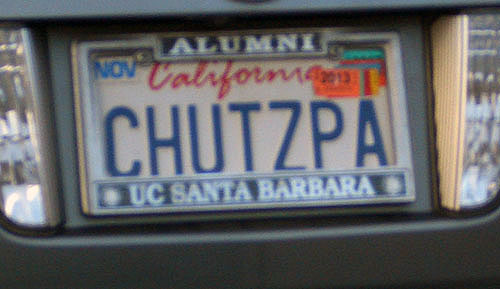 ALUMNI
NOV California 2013
CHUTZPA
UC SANTA BARBARA